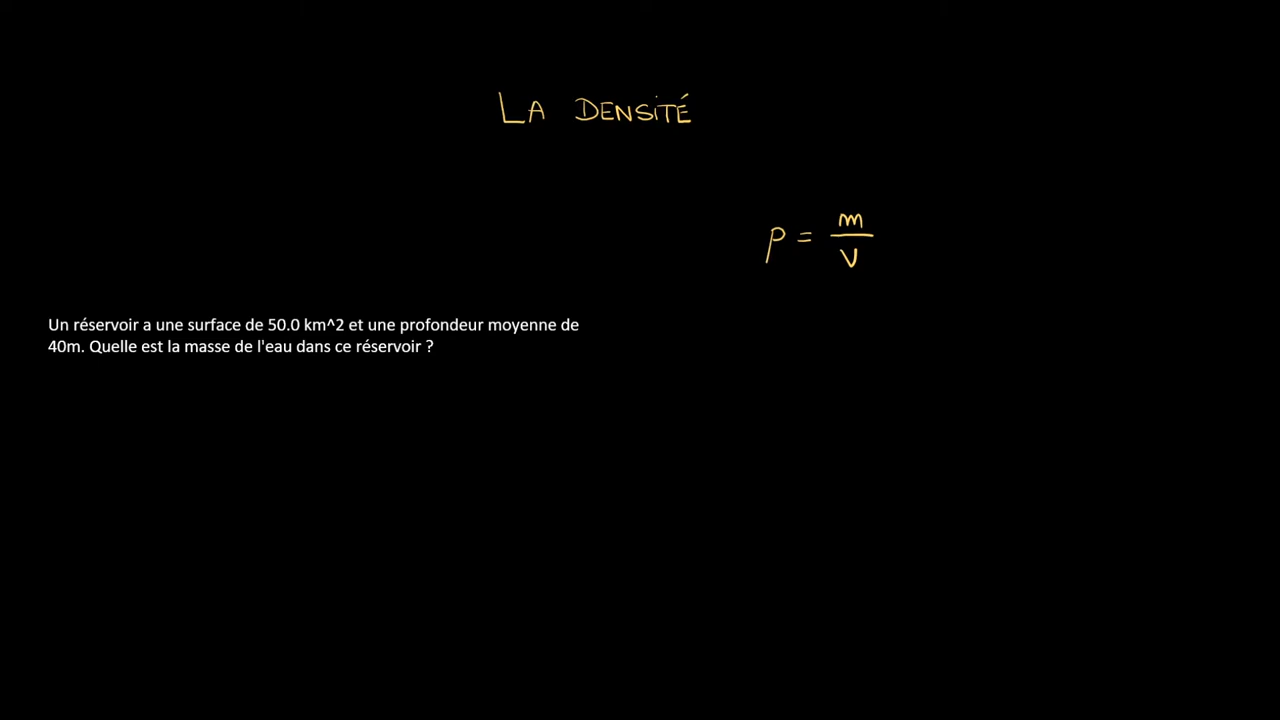 LA DENSITÉ
ρ = m/V
Un réservoir a une surface de 50.0 km^2 et une profondeur moyenne de
40m. Quelle est la masse de l'eau dans ce réservoir ?